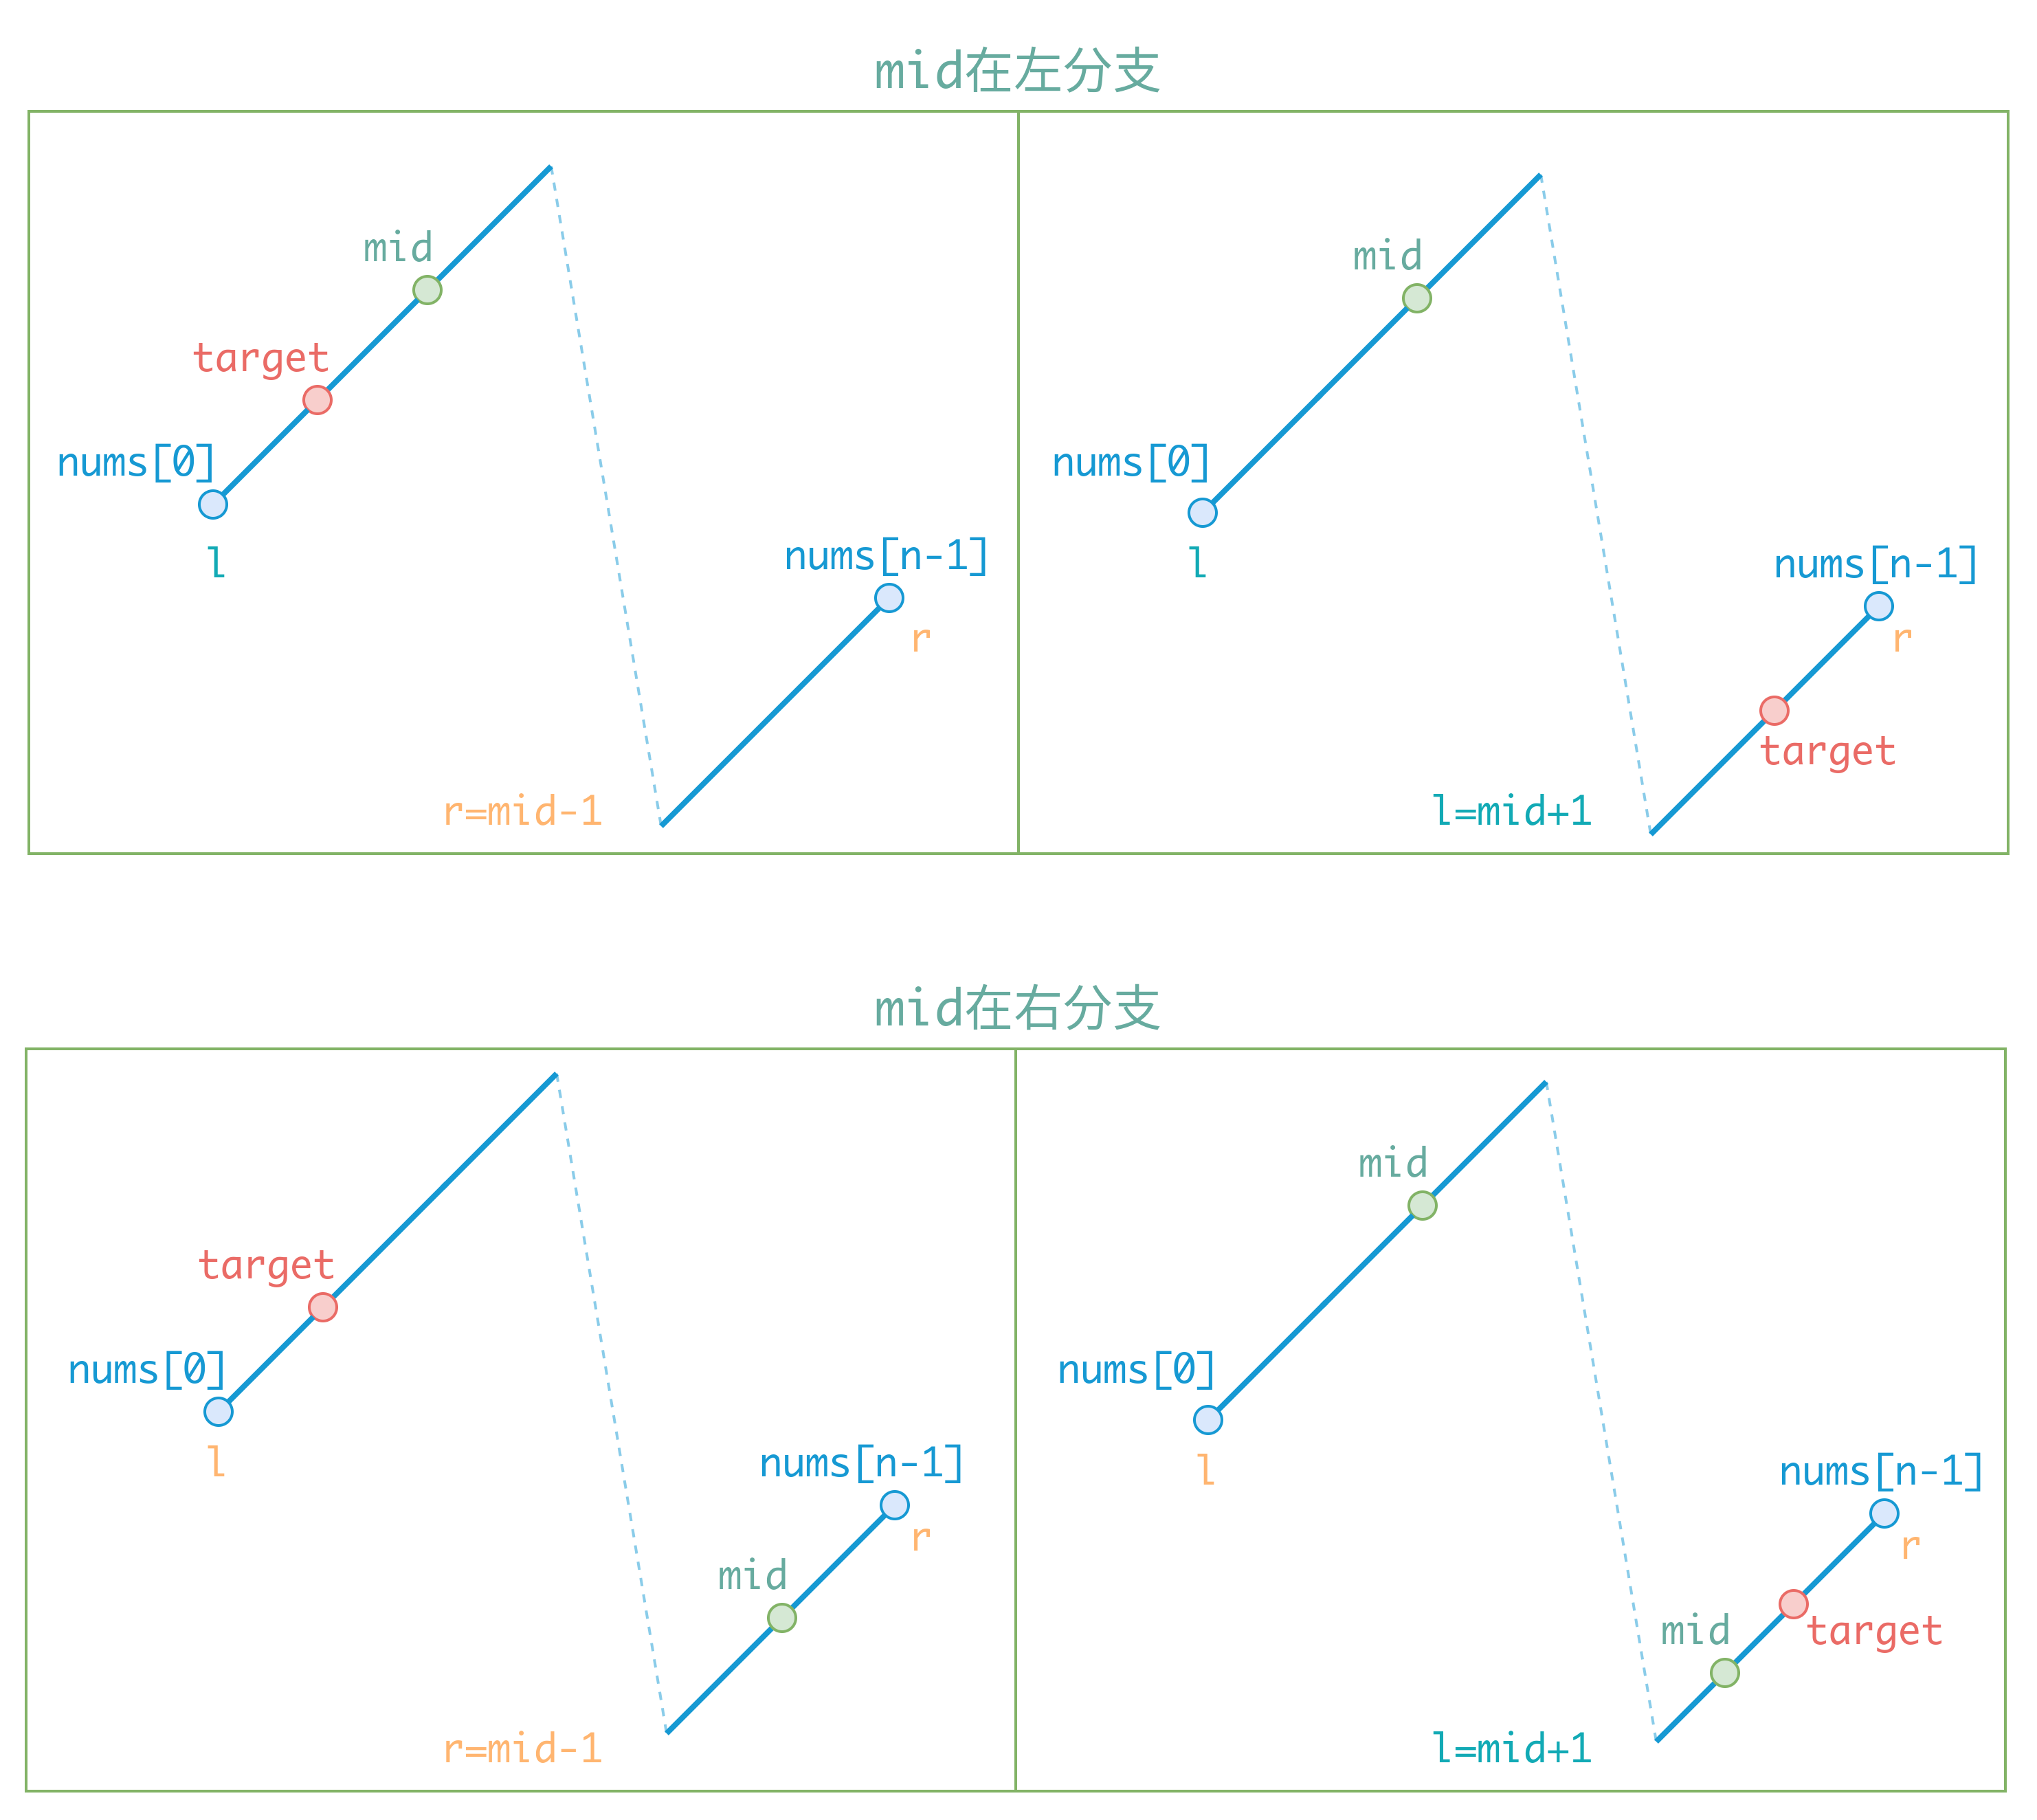 mid在左分支
mid
target
nums[0]
l
nums[n-1]
r
r=mid-1
mid
nums[0]
l
nums[n-1]
r
target
l=mid+1
mid在右分支
target
nums[0]
l
nums[n-1]
r
mid
r=mid-1
mid
nums[0]
l
nums[n-1]
r
target
mid
l=mid+1